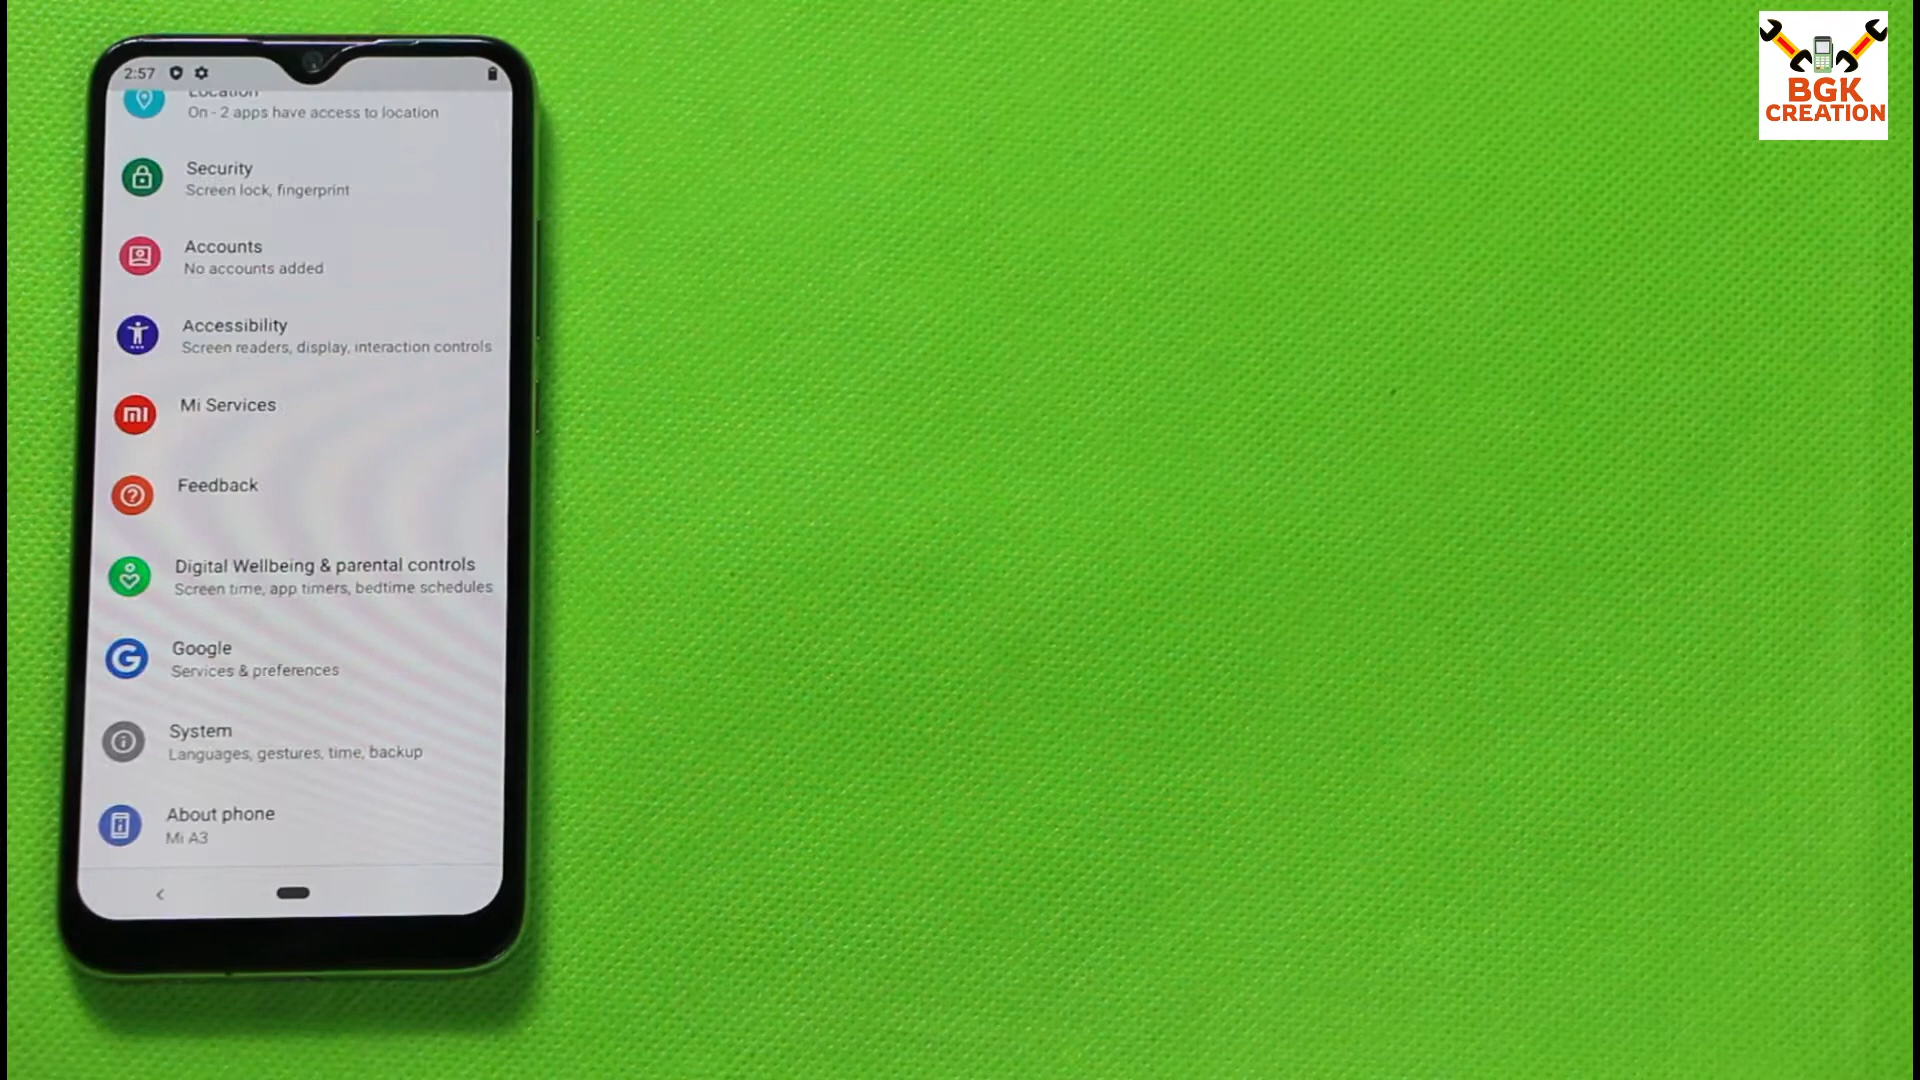 2:57
Location
On - 2 apps have access to location
Security
Screen lock, fingerprint
Accounts
No accounts added
Accessibility
Screen readers, display, interaction controls
Mi Services
Feedback
Digital Wellbeing & parental controls
Screen time, app timers, bedtime schedules
Google
Services & preferences
System
Languages, gestures, time, backup
About phone
Mi A3
BGK
CREATION